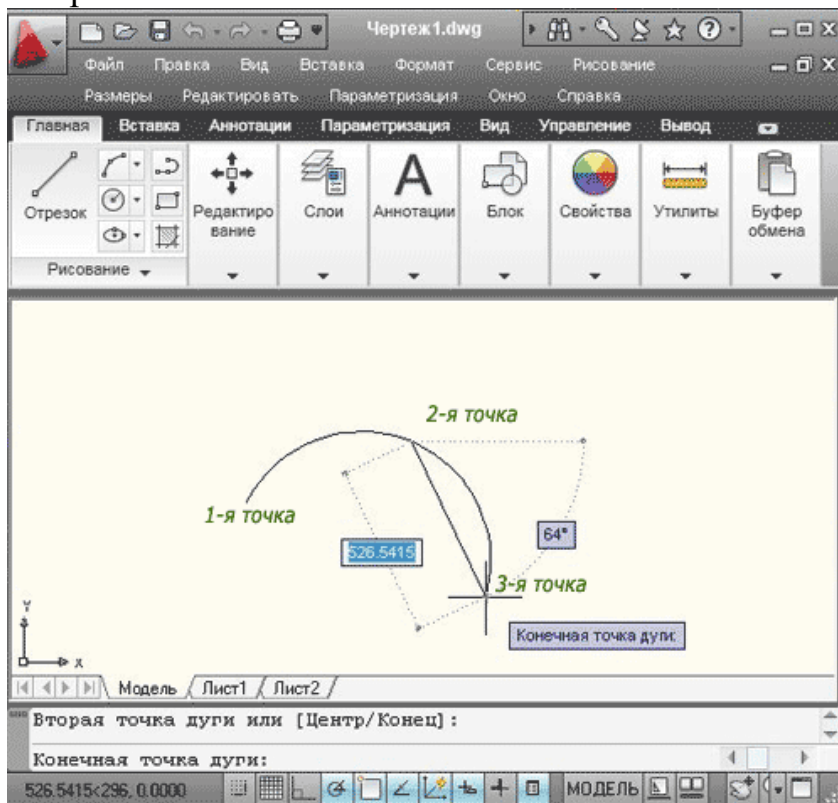 Чертеж1.dwg
Файл Правка Вид Вставка Формат Сервис Рисование
Размеры Редактировать Параметризация Окно Справка
Главная Вставка Аннотации Параметризация Вид Управление Вывод
Отрезок
Редактиро
вание
Слои
Аннотации
Блок
Свойства
Утилиты
Буфер
обмена
Рисование
2-я точка
1-я точка
526.5415
64°
3-я точка
Конечная точка дуги:
Y
X
Модель Лист1 Лист2
Вторая точка дуги или [Центр/Конец]:
Конечная точка дуги:
526.5415<296, 0.0000 МОДЕЛЬ